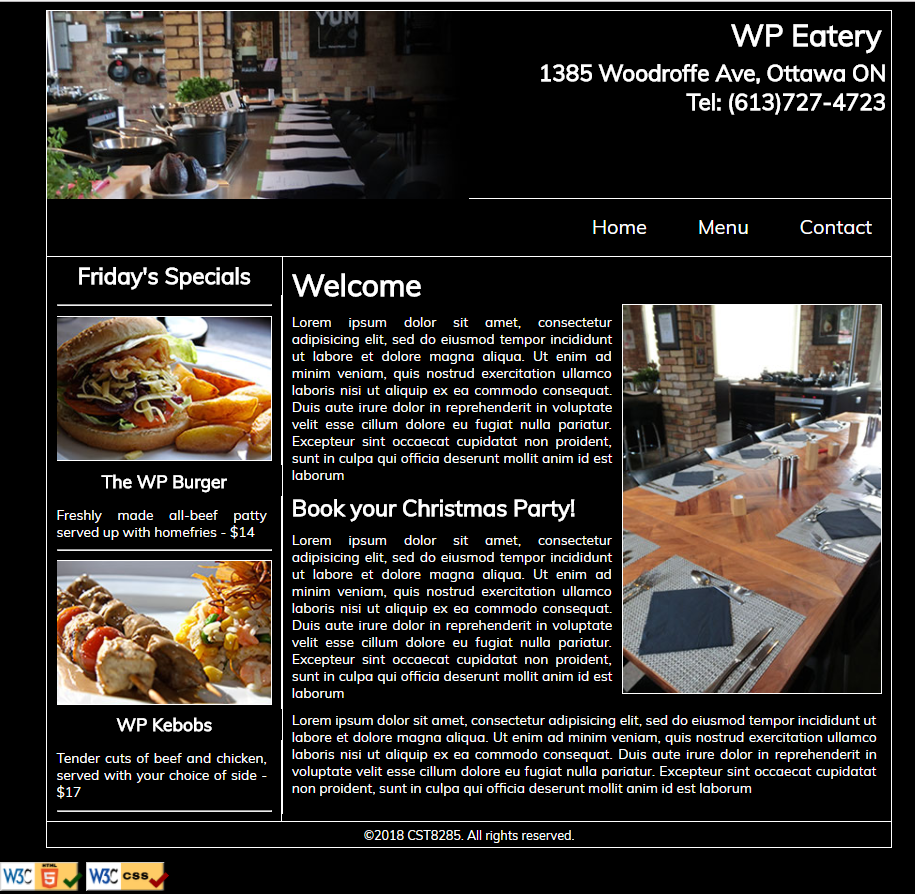 YUM
WP Eatery
1385 Woodroffe Ave, Ottawa ON
Tel: (613)727-4723
Home Menu Contact
Friday's Specials
The WP Burger
Freshly made all-beef patty
served up with homefries - $14
WP Kebobs
Tender cuts of beef and chicken,
served with your choice of side -
$17
Welcome
Lorem ipsum dolor sit amet, consectetur
adipisicing elit, sed do eiusmod tempor incididunt
ut labore et dolore magna aliqua. Ut enim ad
minim veniam, quis nostrud exercitation ullamco
laboris nisi ut aliquip ex ea commodo consequat.
Duis aute irure dolor in reprehenderit in voluptate
velit esse cillum dolore eu fugiat nulla pariatur.
Excepteur sint occaecat cupidatat non proident,
sunt in culpa qui officia deserunt mollit anim id est
laborum
Book your Christmas Party!
Lorem ipsum dolor sit amet, consectetur
adipisicing elit, sed do eiusmod tempor incididunt
ut labore et dolore magna aliqua. Ut enim ad
minim veniam, quis nostrud exercitation ullamco
laboris nisi ut aliquip ex ea commodo consequat.
Duis aute irure dolor in reprehenderit in voluptate
velit esse cillum dolore eu fugiat nulla pariatur.
Excepteur sint occaecat cupidatat non proident,
sunt in culpa qui officia deserunt mollit anim id est
laborum
Lorem ipsum dolor sit amet, consectetur adipisicing elit, sed do eiusmod tempor incididunt ut
labore et dolore magna aliqua. Ut enim ad minim veniam, quis nostrud exercitation ullamco
laboris nisi ut aliquip ex ea commodo consequat. Duis aute irure dolor in reprehenderit in
voluptate velit esse cillum dolore eu fugiat nulla pariatur. Excepteur sint occaecat cupidatat
non proident, sunt in culpa qui officia deserunt mollit anim id est laborum
©2018 CST8285. All rights reserved.
W3C HTML 5 W3C css